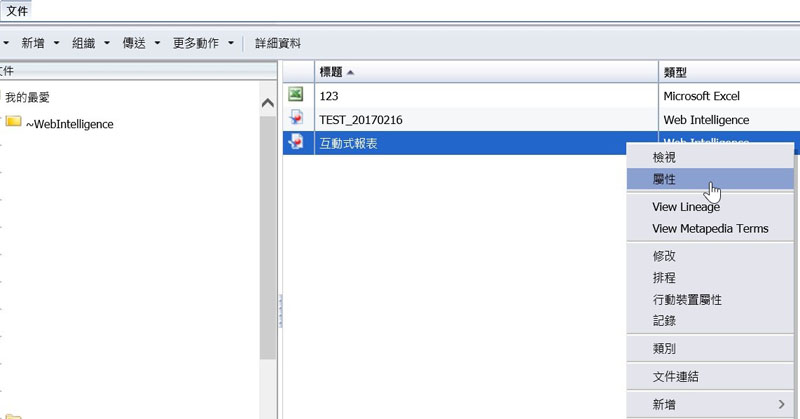 文件
新增 組織 傳送 更多動作 詳細資料
文件
我的最愛
~WebIntelligence
標題 類型
123 Microsoft Excel
TEST_20170216 Web Intelligence
互動式報表 Web Intelligence
檢視
屬性
View Lineage
View Metapedia Terms
修改
排程
行動裝置屬性
記錄
類別
文件連結
新增